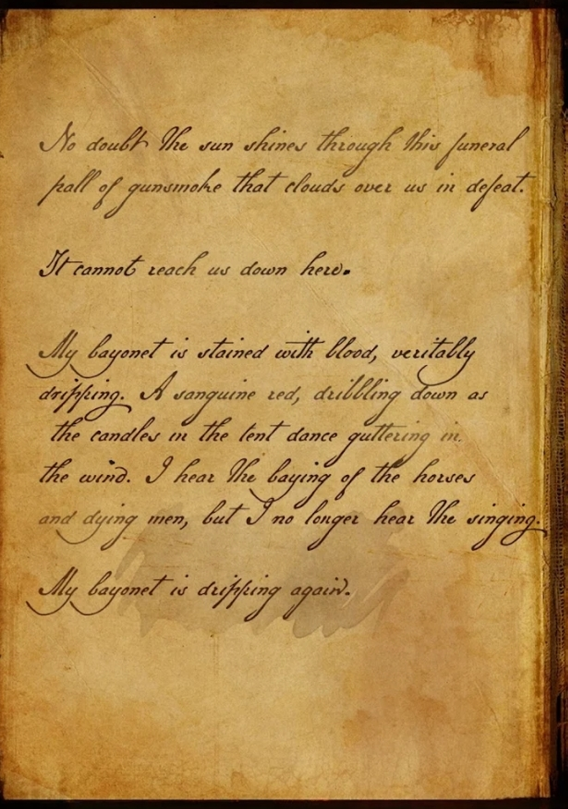 No doubt the sun shines through this funeral
pall of gunsmoke that clouds over us in defeat.
It cannot reach us down here.
My bayonet is stained with blood, veritably
dripping. A sanguine red, dribbling down as
the candles in the tent dance guttering in
the wind. I hear the baying of the horses
and dying men, but I no longer hear the singing.
My bayonet is dripping again.